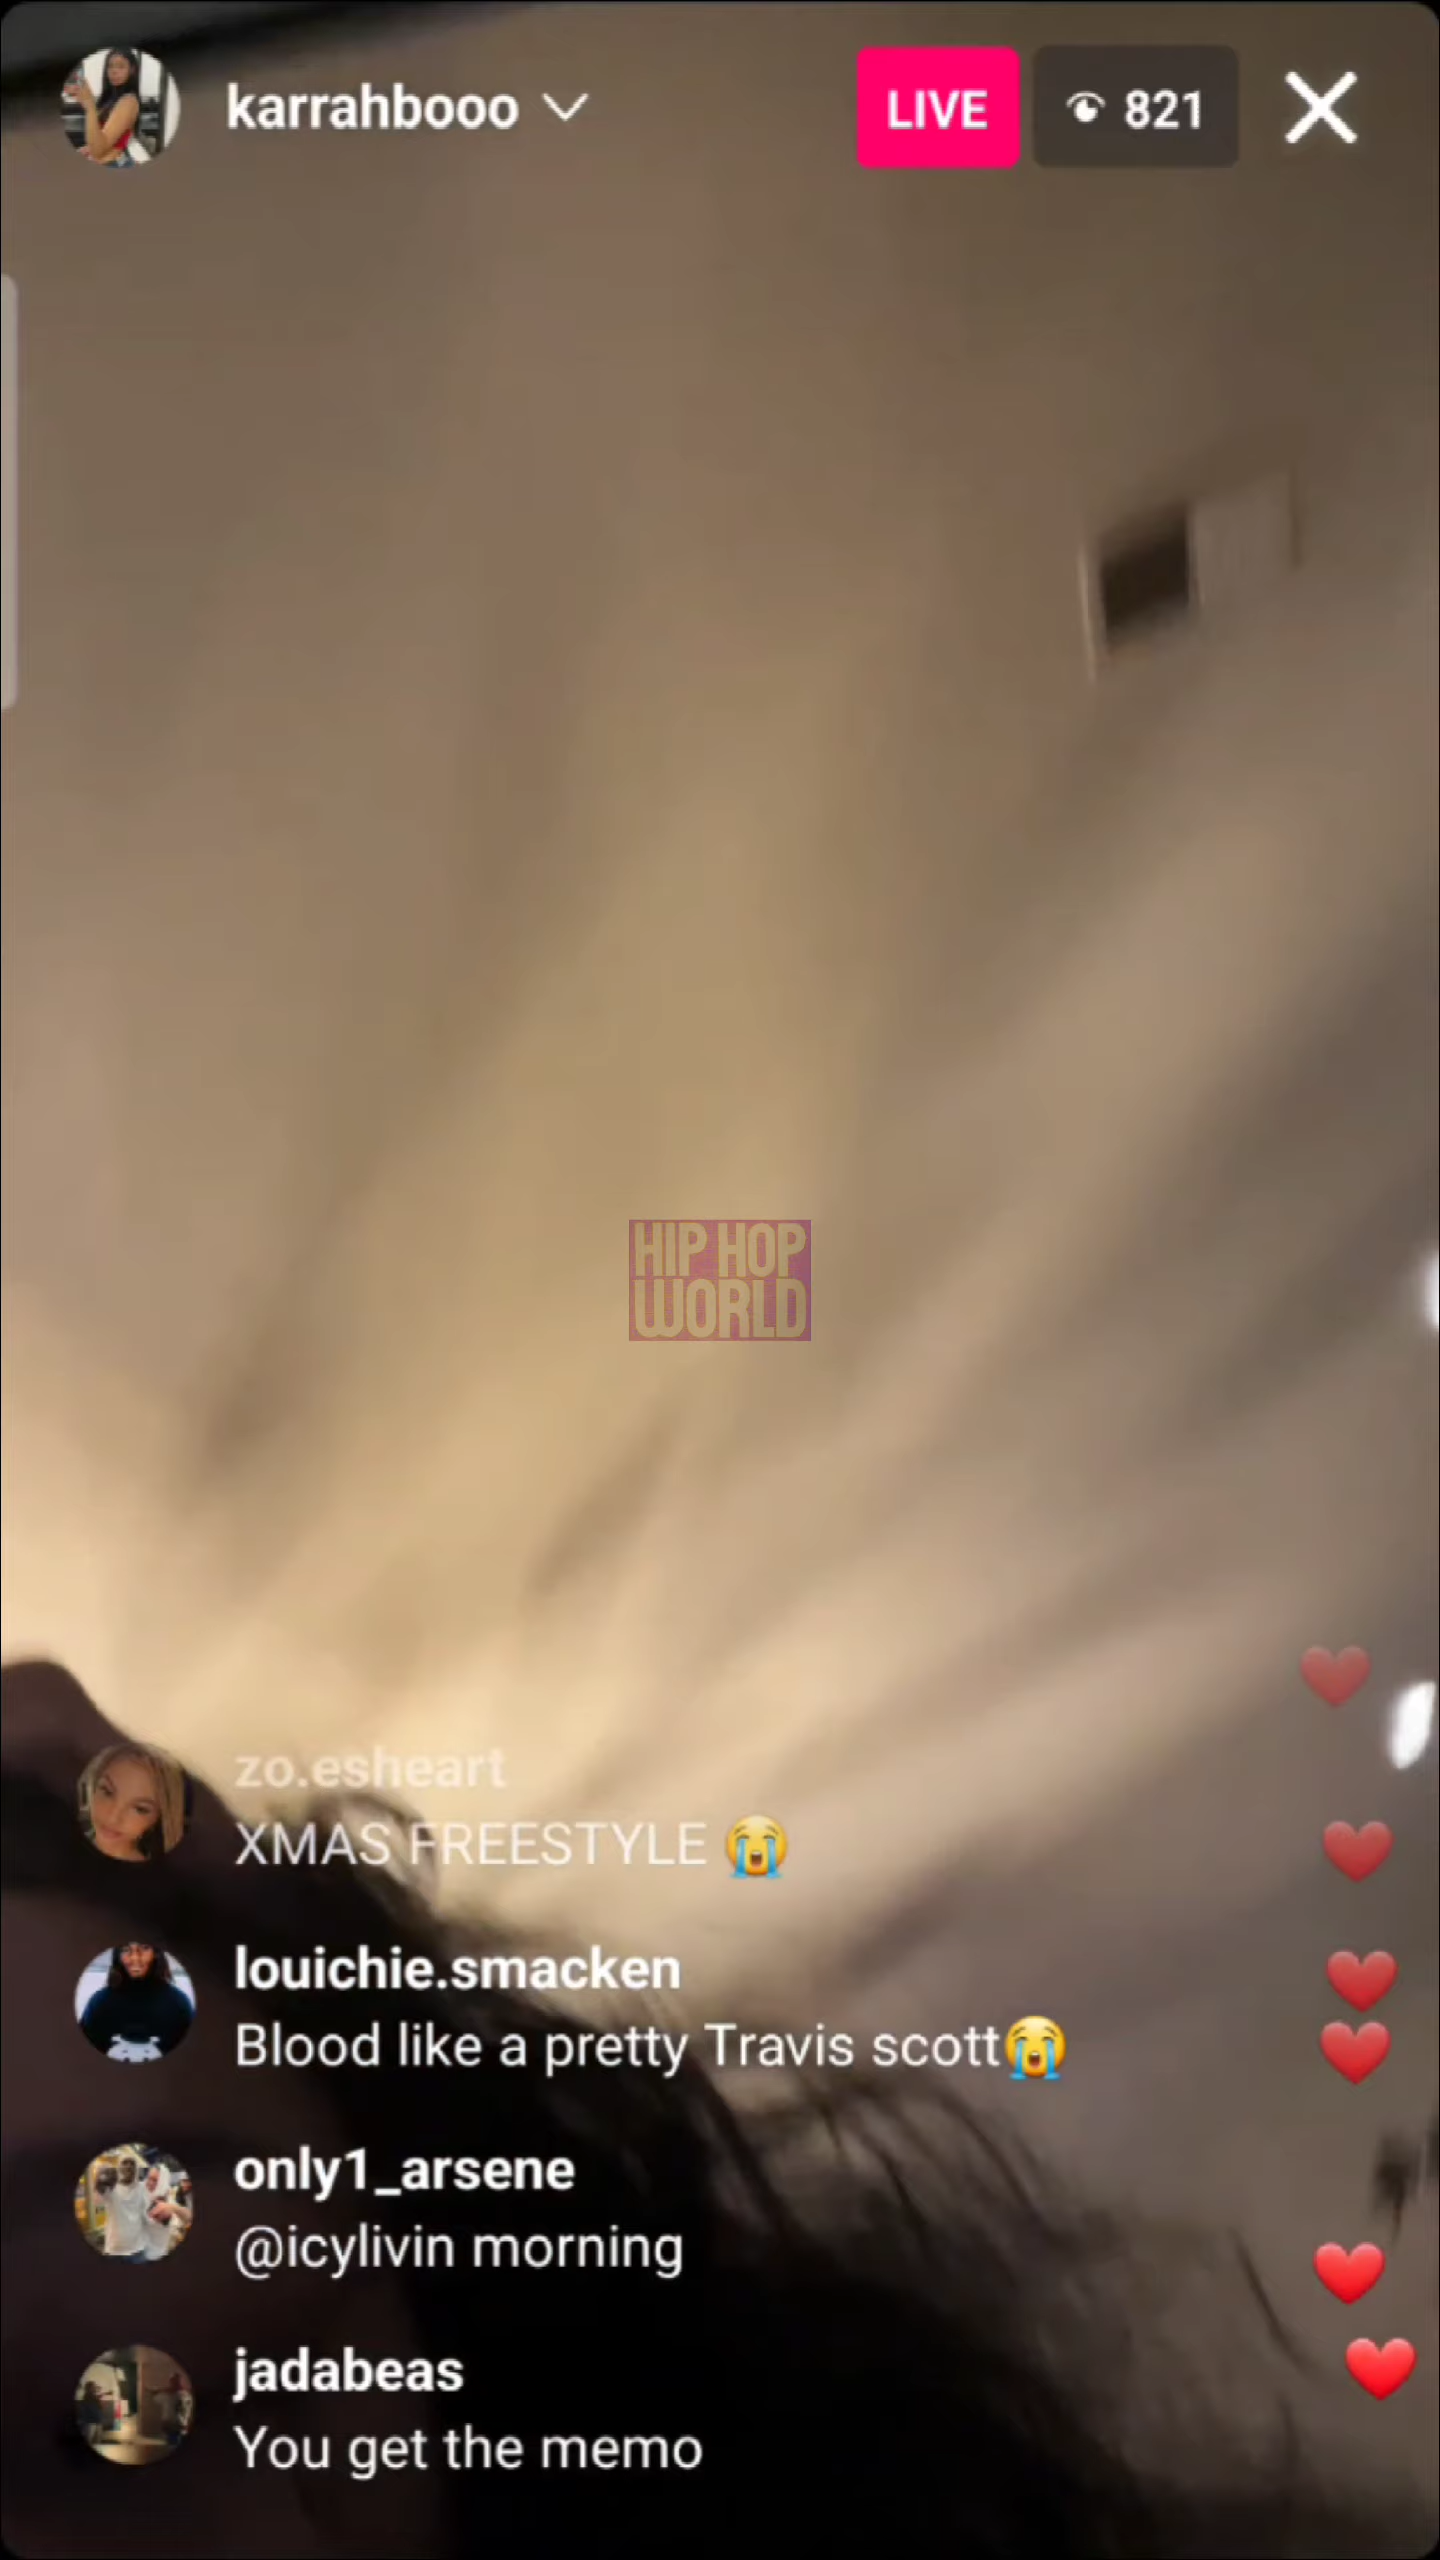 karrahbooo
LIVE
821
HIP HOP
WORLD
zo.esheart
XMAS FREESTYLE 😭
louichie.smacken
Blood like a pretty Travis scott😭
only1_arsene
@icylivin morning
jadabeas
You get the memo